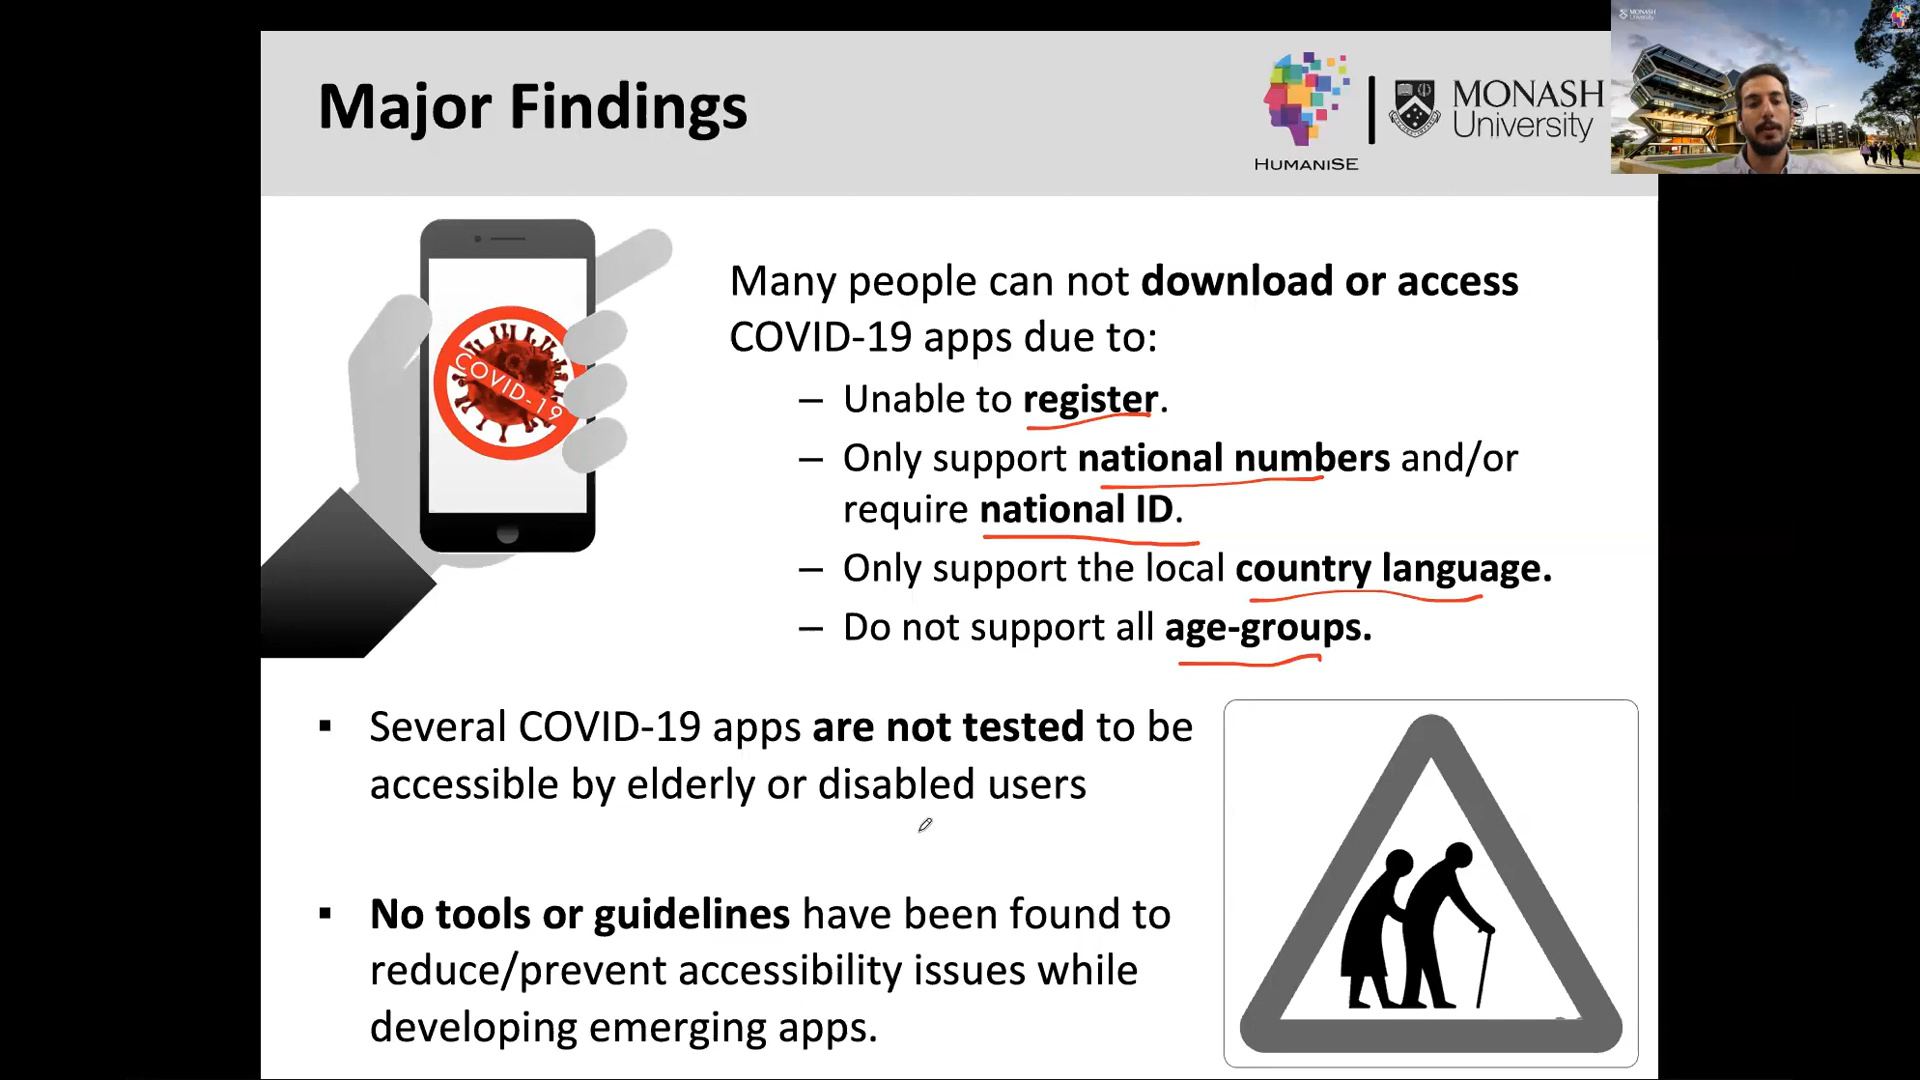 Major Findings
HUMANISE
MONASH
University
MONASH
University
COVID-19
Many people can not download or access
COVID-19 apps due to:
– Unable to register.
– Only support national numbers and/or
require national ID.
– Only support the local country language.
– Do not support all age-groups.
▪ Several COVID-19 apps are not tested to be
accessible by elderly or disabled users
▪ No tools or guidelines have been found to
reduce/prevent accessibility issues while
developing emerging apps.